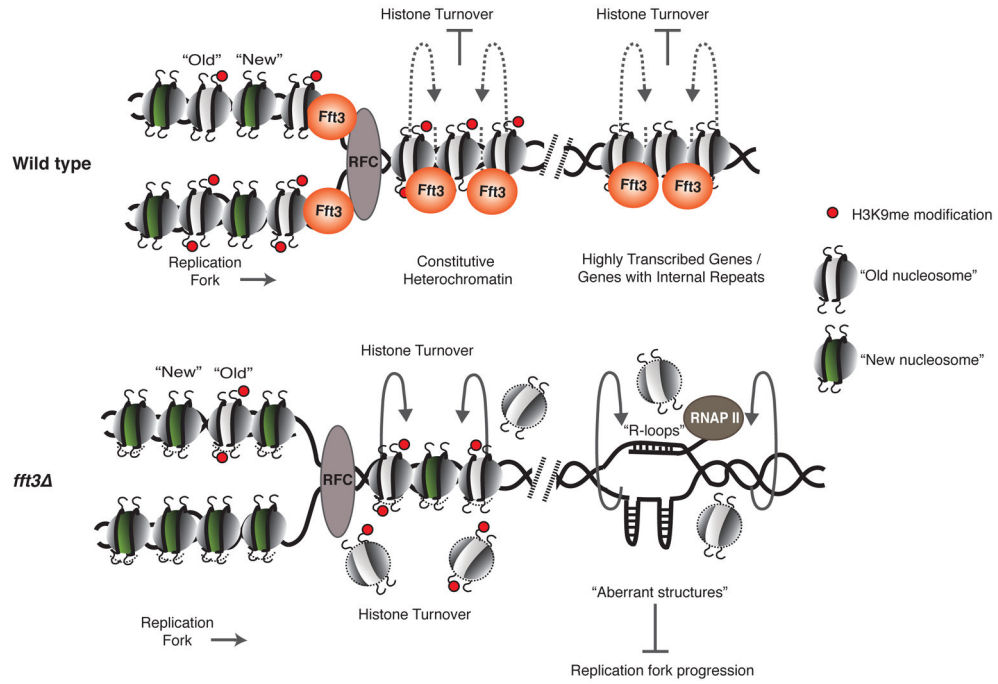 Histone Turnover
Histone Turnover
"Old" "New"
Fft3
Wild type
RFC
Fft3
Fft3
Fft3
Fft3
Fft3
H3K9me modification
Replication
Fork
Constitutive
Heterochromatin
Highly Transcribed Genes /
Genes with Internal Repeats
"Old nucleosome"
"New nucleosome"
Histone Turnover
"New" "Old"
RNAP II
"R-loops"
fft3Δ
RFC
"Aberrant structures"
Histone Turnover
Replication
Fork
Replication fork progression